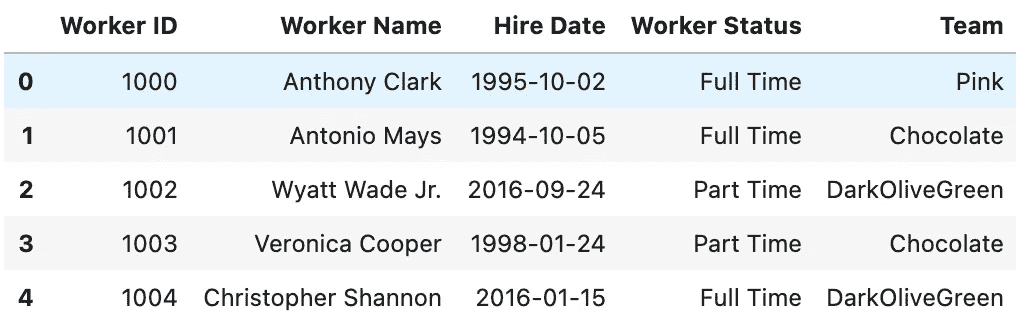 Worker ID Worker Name Hire Date Worker Status Team
0 1000 Anthony Clark 1995-10-02 Full Time Pink
1 1001 Antonio Mays 1994-10-05 Full Time Chocolate
2 1002 Wyatt Wade Jr. 2016-09-24 Part Time DarkOliveGreen
3 1003 Veronica Cooper 1998-01-24 Part Time Chocolate
4 1004 Christopher Shannon 2016-01-15 Full Time DarkOliveGreen